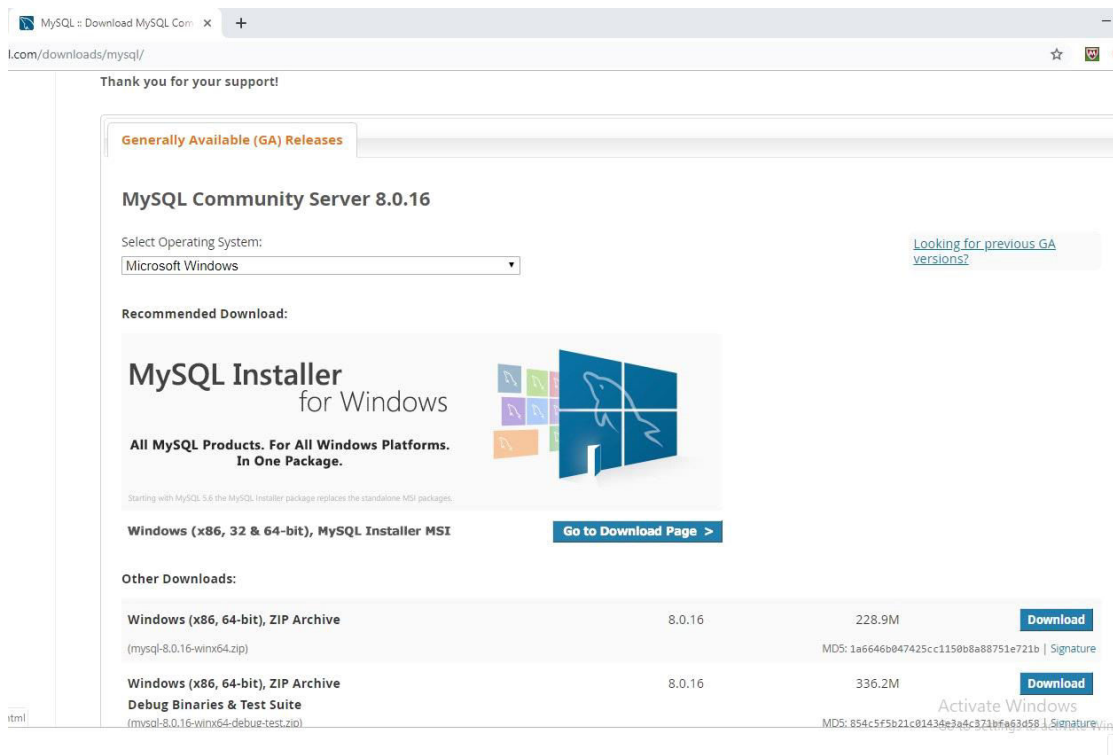 MySQL :: Download MySQL Com × +
l.com/downloads/mysql/
Thank you for your support!
Generally Available (GA) Releases
MySQL Community Server 8.0.16
Select Operating System:
Microsoft Windows
Looking for previous GA
versions?
Recommended Download:
MySQL Installer
for Windows
All MySQL Products. For All Windows Platforms.
In One Package.
Starting with MySQL 5.6 the MySQL Installer package replaces the standalone MSI packages.
Windows (x86, 32 & 64-bit), MySQL Installer MSI Go to Download Page >
Other Downloads:
Windows (x86, 64-bit), ZIP Archive 8.0.16 228.9M Download
(mysql-8.0.16-winx64.zip) MD5: 1a6646b047425cc1150b8a88751e721b | Signature
Windows (x86, 64-bit), ZIP Archive 8.0.16 336.2M Download
Debug Binaries & Test Suite
Activate Windows
(mysql-8.0.16-winx64-debug-test.zip) MD5: 854c5f5b21c01434e3a4c371bfa63d58 | Signature